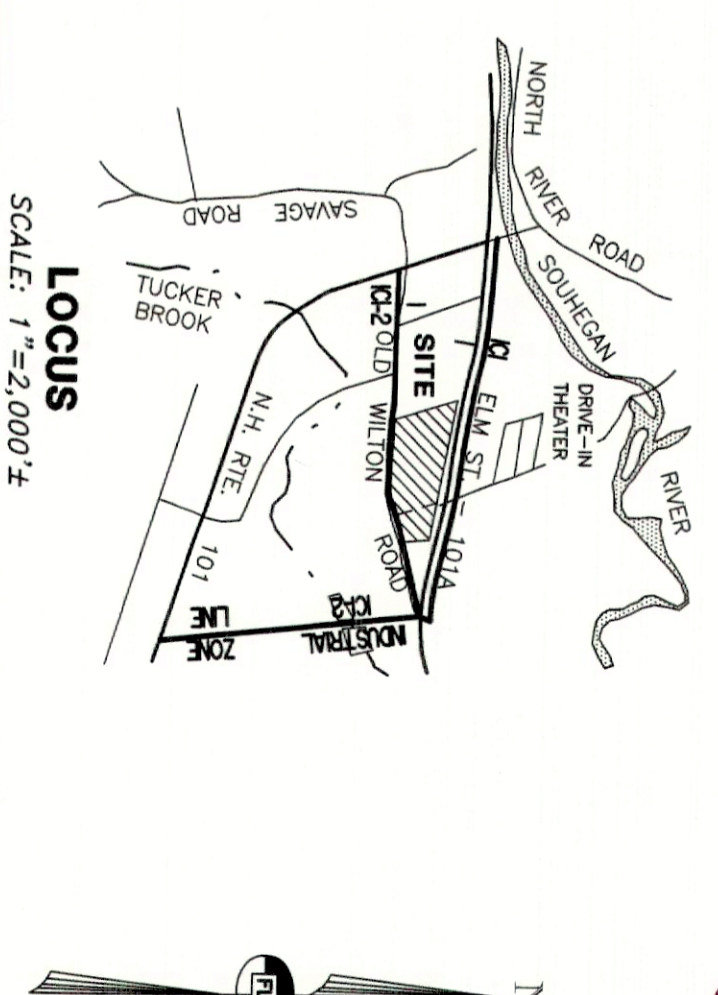 NORTH RIVER ROAD
SOUHEGAN RIVER
DRIVE-IN
THEATER
ICI
ELM ST. - 101A
SITE
I
ICI-2
OLD WILTON ROAD
SAVAGE ROAD
TUCKER
BROOK
N.H. RTE. 101
ICI-2
INDUSTRIAL
ZONE
LINE
LOCUS
SCALE: 1"=2,000'±